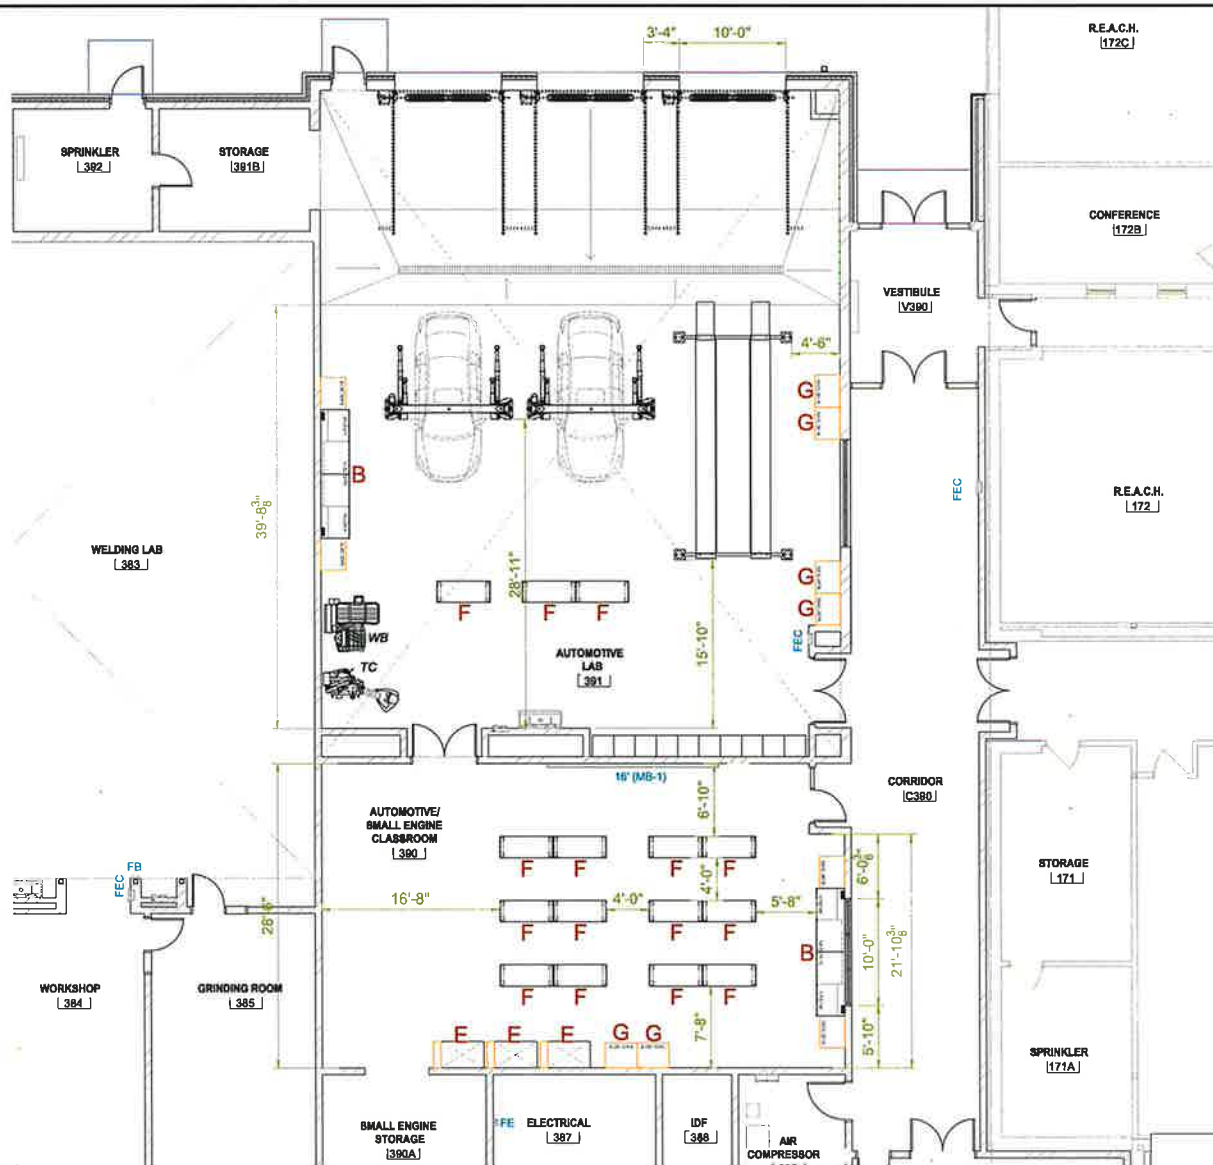 3'-4"
10'-0"
R.E.A.C.H.
172C
SPRINKLER
392
STORAGE
391B
CONFERENCE
172B
VESTIBULE
V390
4'-6"
G
G
B
39'-8 3/8"
28'-11"
FEC
R.E.A.C.H.
172
WELDING LAB
383
G
G
F
F
F
15'-10"
FEC
WB
TC
AUTOMOTIVE
LAB
391
16' (MB-1)
6'-10"
CORRIDOR
C390
AUTOMOTIVE/
SMALL ENGINE
CLASSROOM
390
F
F
F
F
4'-0"
6'-0 3/8"
STORAGE
171
FB
FEC
16'-8"
4'-0"
5'-8"
28'-6"
F
F
F
F
B
10'-0"
21'-10 3/8"
WORKSHOP
384
GRINDING ROOM
385
F
F
F
F
7'-8"
5'-10"
E
E
E
G
G
SPRINKLER
171A
SMALL ENGINE
STORAGE
390A
FE
ELECTRICAL
387
IDF
388
AIR
COMPRESSOR